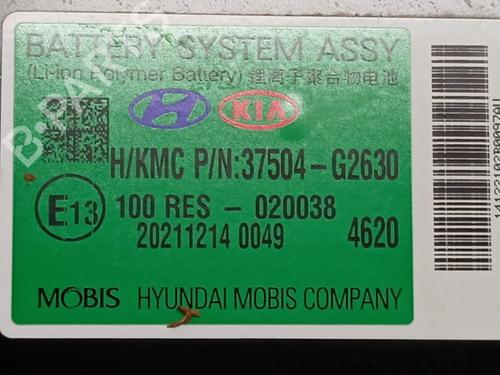 BATTERY SYSTEM ASSY
(Li-Ion Polymer Battery) 锂离子聚合物电池
KIA
H/KMC P/N:37504-G2630
E13
100 RES - 020038
20211214 0049 4620
MOBIS HYUNDAI MOBIS COMPANY
B-PARTS